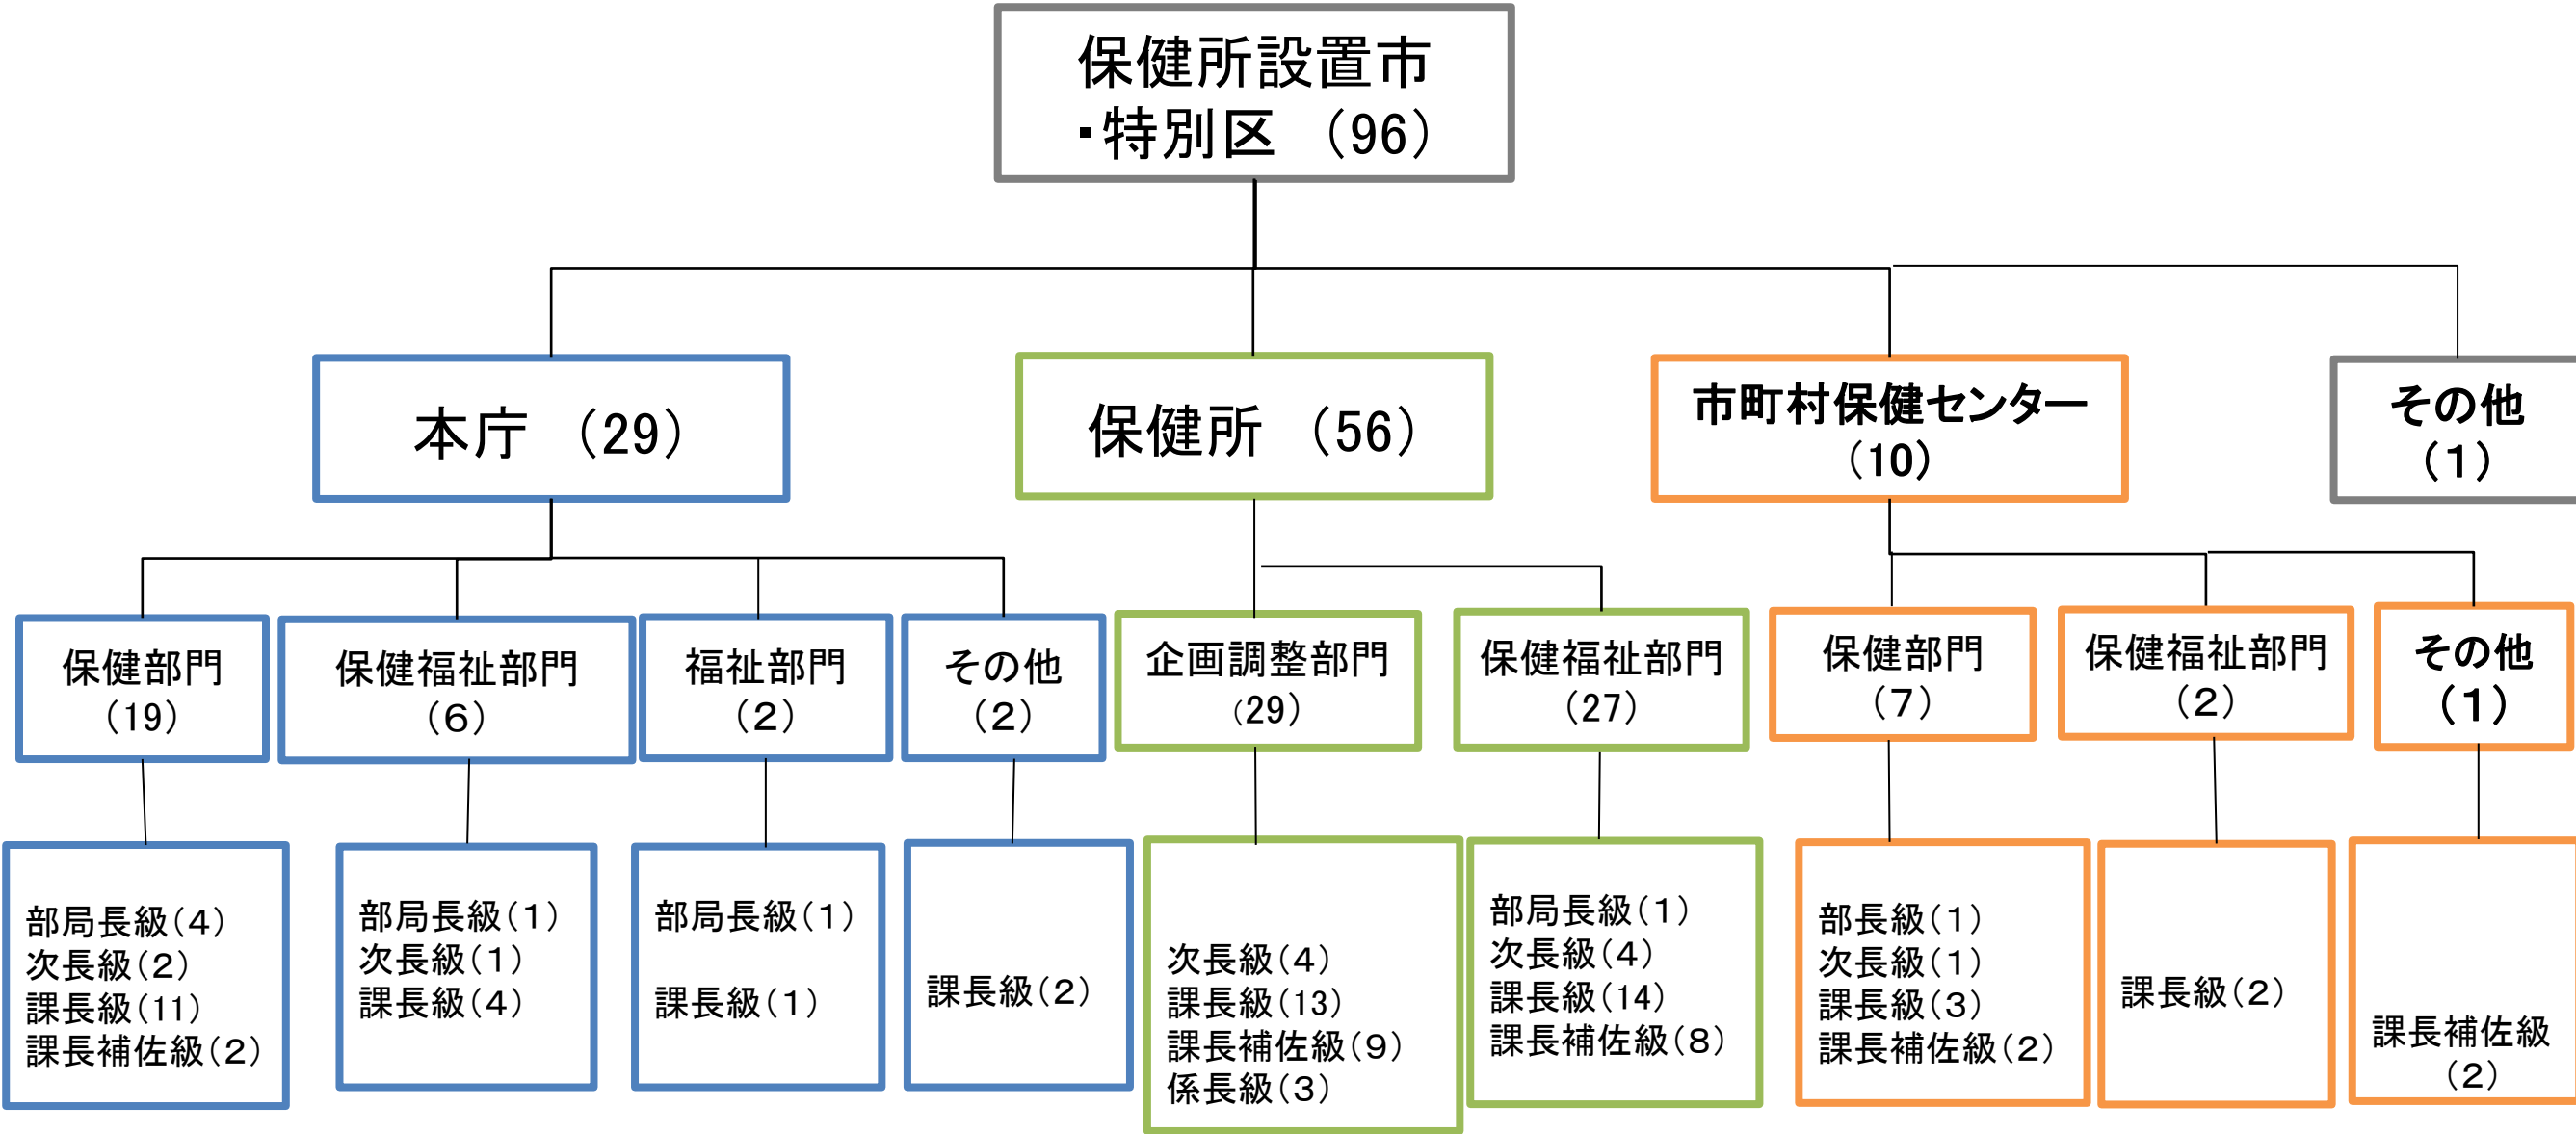 保健所設置市
・特別区 （96）
本庁 （29）
保健所 （56）
市町村保健センター
（10）
その他
（1）
保健部門
（19）
保健福祉部門
（6）
福祉部門
（2）
その他
（2）
企画調整部門
（29）
保健福祉部門
（27）
保健部門
（7）
保健福祉部門
（2）
その他
（1）
部局長級（4）
次長級（2）
課長級（11）
課長補佐級（2）
部局長級（1）
次長級（1）
課長級（4）
部局長級（1）
課長級（1）
課長級（2）
次長級（4）
課長級（13）
課長補佐級（9）
係長級（3）
部局長級（1）
次長級（4）
課長級（14）
課長補佐級（8）
部長級（1）
次長級（1）
課長級（3）
課長補佐級（2）
課長級（2）
課長補佐級
（2）